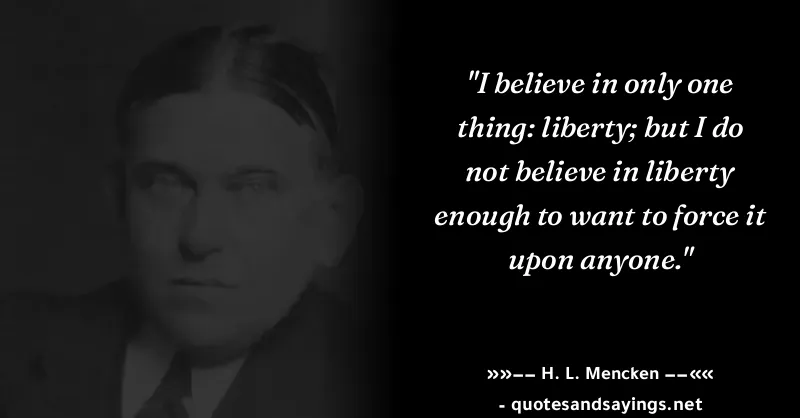 "I believe in only one
thing: liberty; but I do
not believe in liberty
enough to want to force it
upon anyone."
»»–– H. L. Mencken ––««
- quotesandsayings.net